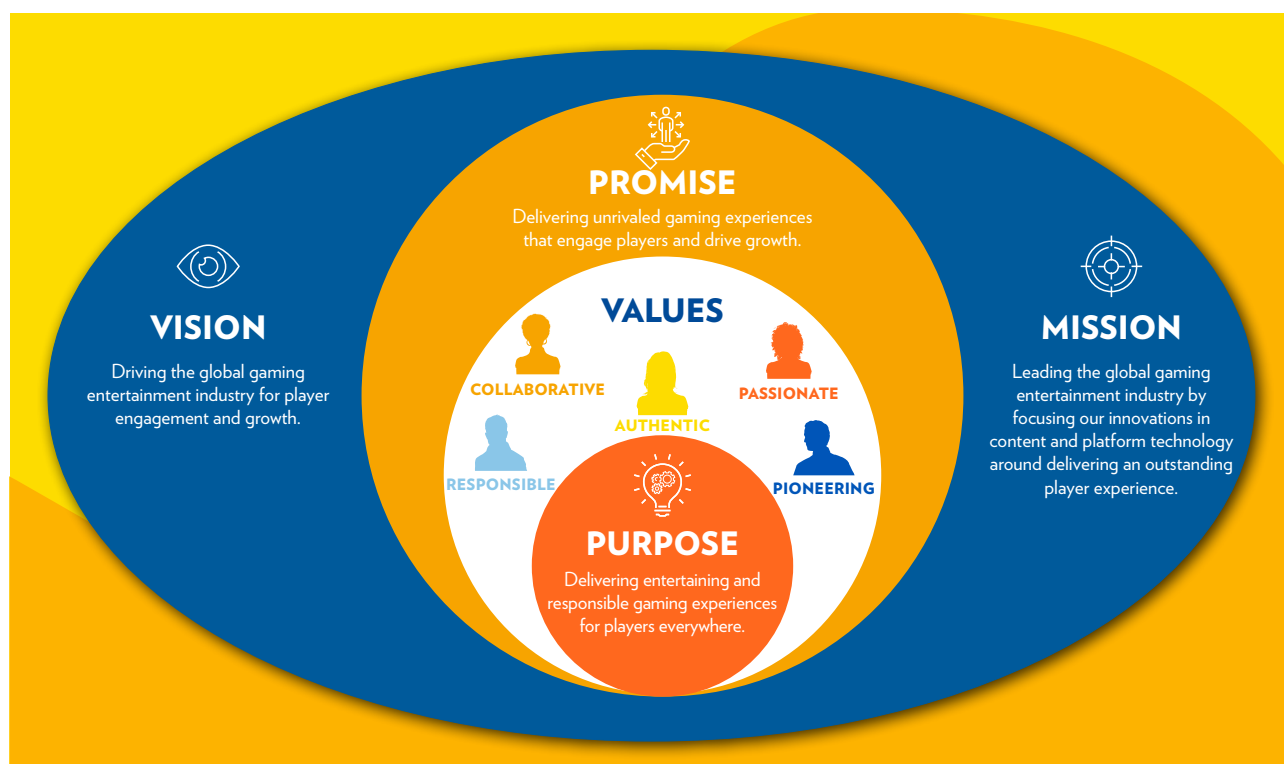 PROMISE
Delivering unrivaled gaming experiences
that engage players and drive growth.
VISION
Driving the global gaming
entertainment industry for player
engagement and growth.
VALUES
COLLABORATIVE
AUTHENTIC
PASSIONATE
RESPONSIBLE
PIONEERING
PURPOSE
Delivering entertaining and
responsible gaming experiences
for players everywhere.
MISSION
Leading the global gaming
entertainment industry by
focusing our innovations in
content and platform technology
around delivering an outstanding
player experience.